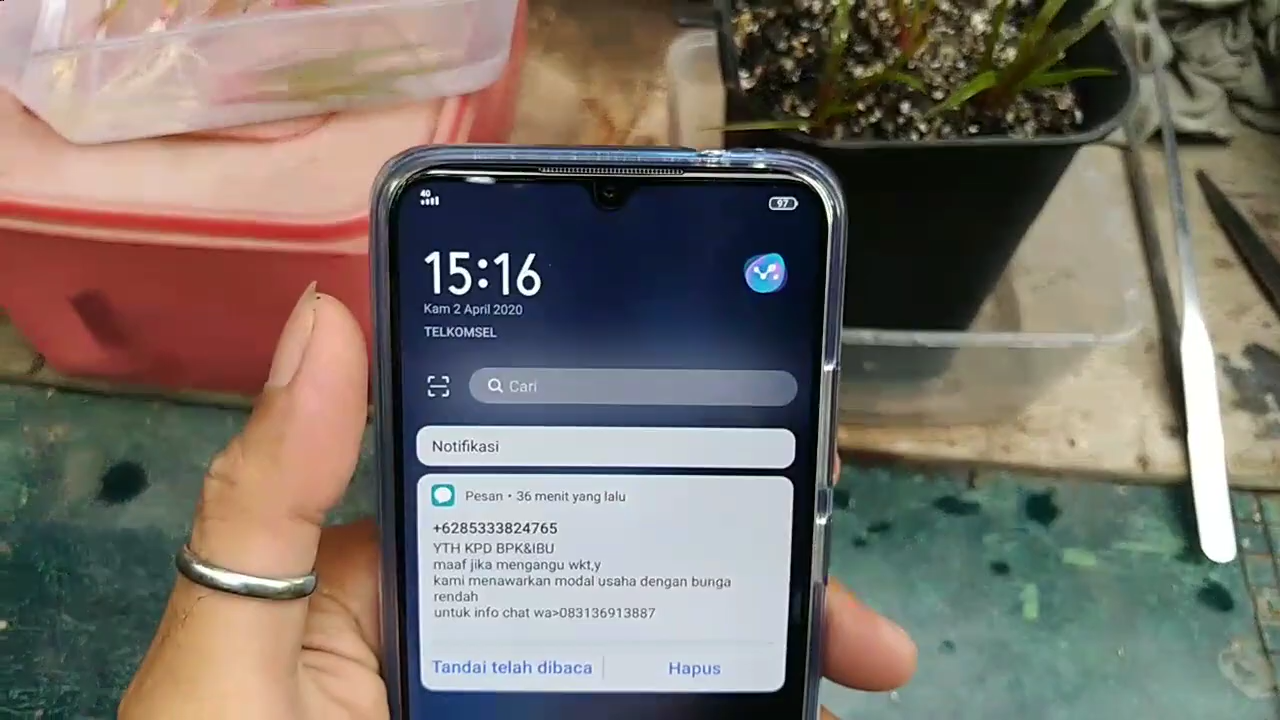 4G
97
15:16
Kam 2 April 2020
TELKOMSEL
Cari
Notifikasi
Pesan • 36 menit yang lalu
+6285333824765
YTH KPD BPK&IBU
maaf jika mengangu wkt,y
kami menawarkan modal usaha dengan bunga
rendah
untuk info chat wa>083136913887
Tandai telah dibaca
Hapus